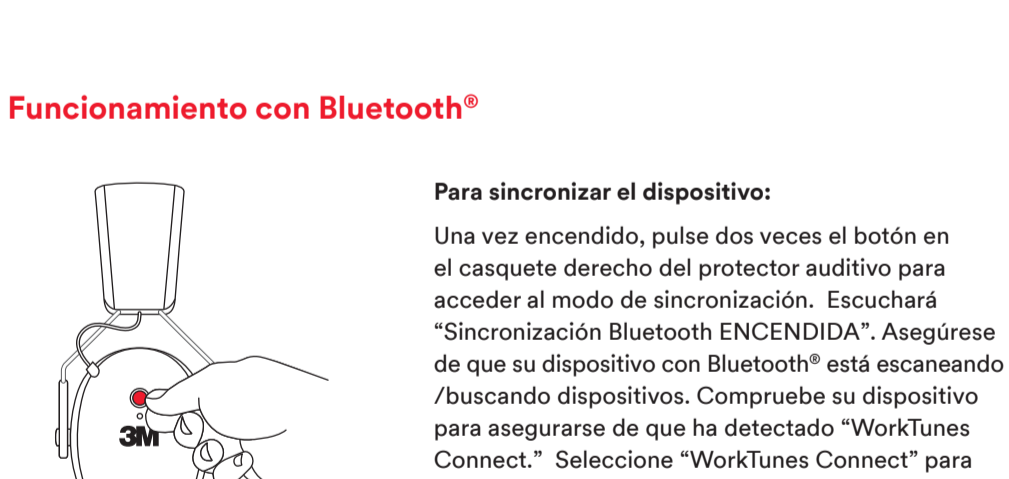 Funcionamiento con Bluetooth®
Para sincronizar el dispositivo:
Una vez encendido, pulse dos veces el botón en
el casquete derecho del protector auditivo para
acceder al modo de sincronización.  Escuchará
“Sincronización Bluetooth ENCENDIDA”. Asegúrese
de que su dispositivo con Bluetooth® está escaneando
/buscando dispositivos. Compruebe su dispositivo
para asegurarse de que ha detectado “WorkTunes
Connect.”  Seleccione “WorkTunes Connect” para
3M